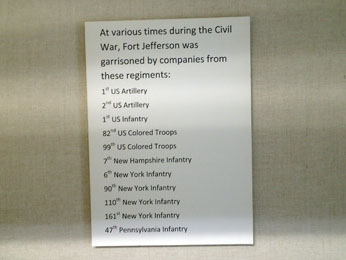 At various times during the Civil
War, Fort Jefferson was
garrisoned by companies from
these regiments:
1st US Artillery
2nd US Artillery
1st US Infantry
82nd US Colored Troops
99th US Colored Troops
7th New Hampshire Infantry
6th New York Infantry
90th New York Infantry
110th New York Infantry
161st New York Infantry
47th Pennsylvania Infantry